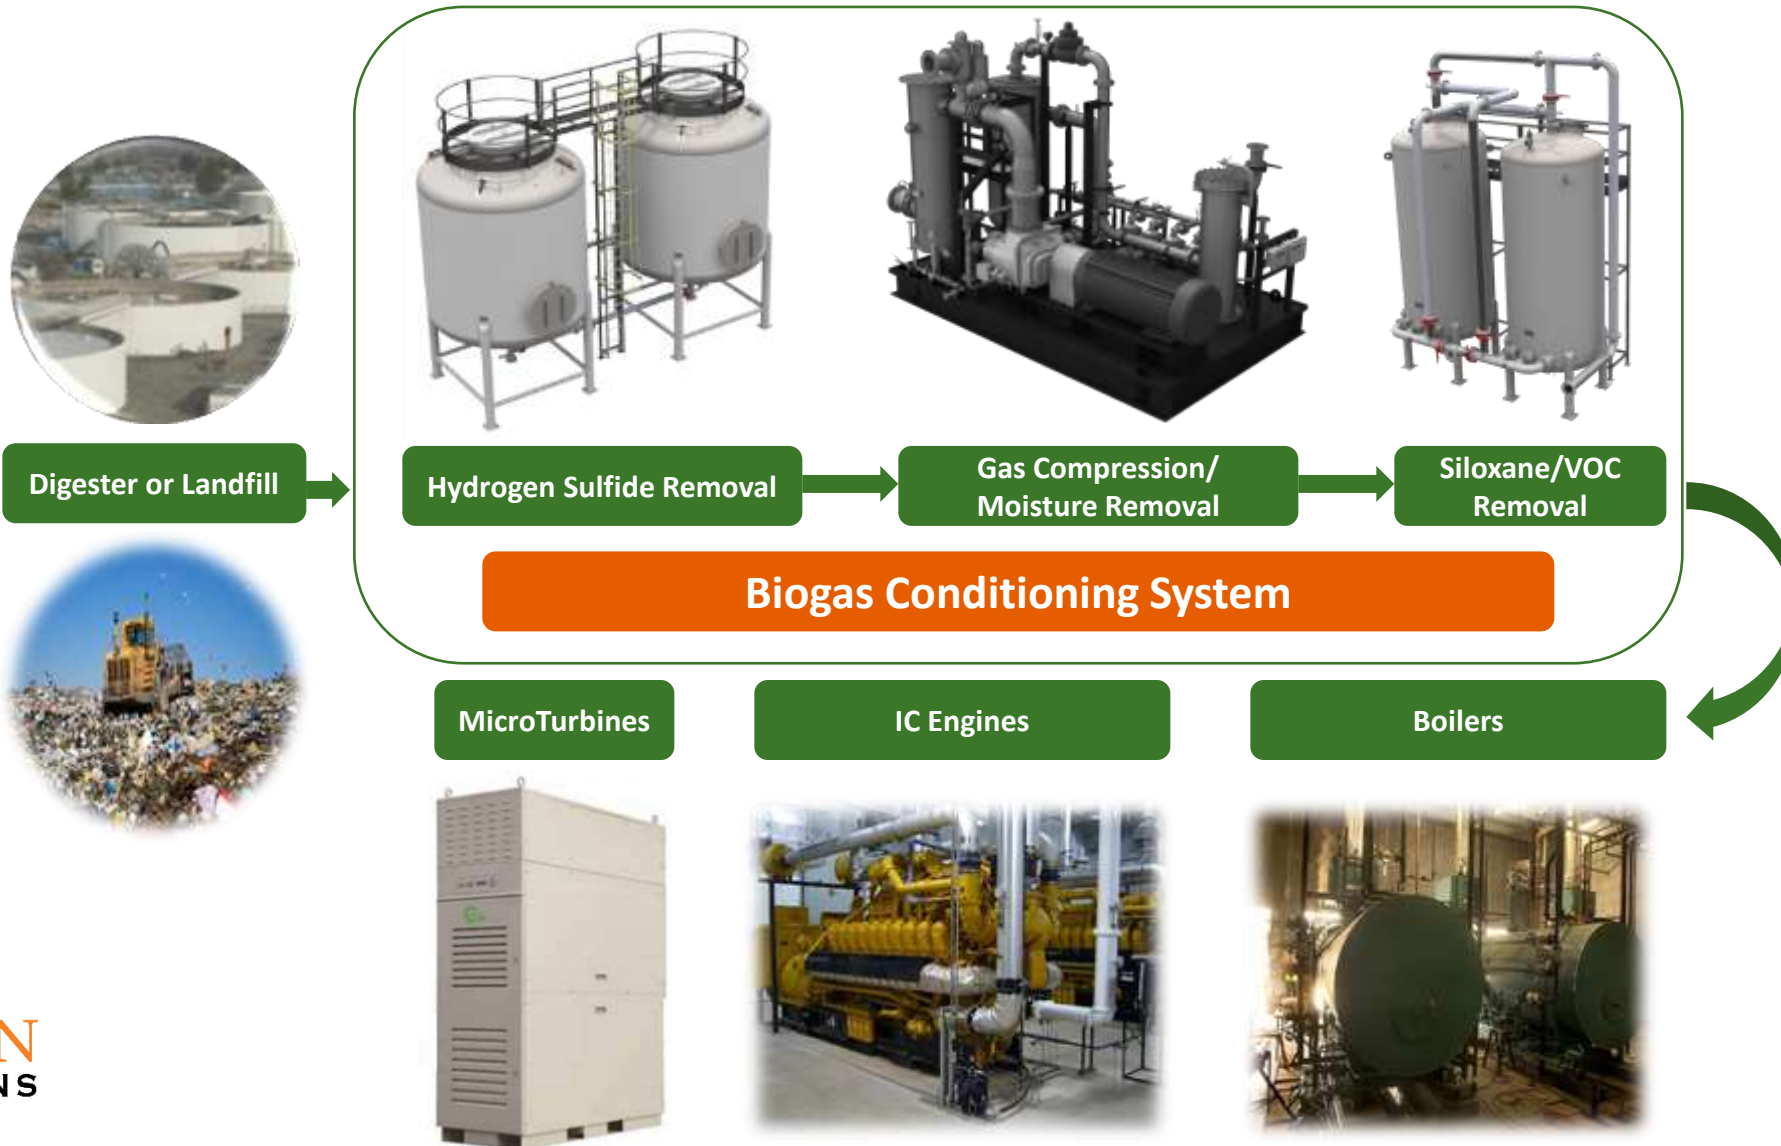 Digester or Landfill
Hydrogen Sulfide Removal
Gas Compression/
Moisture Removal
Siloxane/VOC
Removal
Biogas Conditioning System
MicroTurbines
IC Engines
Boilers
N
NS